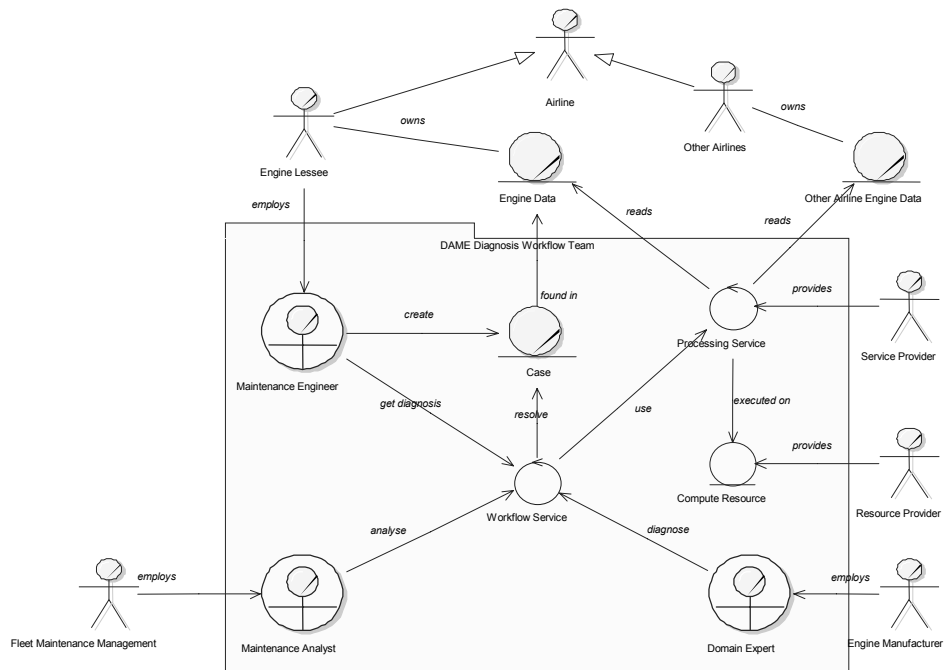 Airline
owns
owns
Other Airlines
Engine Lessee
Engine Data
Other Airline Engine Data
employs
reads
reads
DAME Diagnosis Workflow Team
provides
found in
create
Processing Service
Service Provider
Case
Maintenance Engineer
get diagnosis
resolve
use
executed on
provides
Compute Resource
Resource Provider
Workflow Service
analyse
diagnose
employs
employs
Fleet Maintenance Management
Maintenance Analyst
Domain Expert
Engine Manufacturer